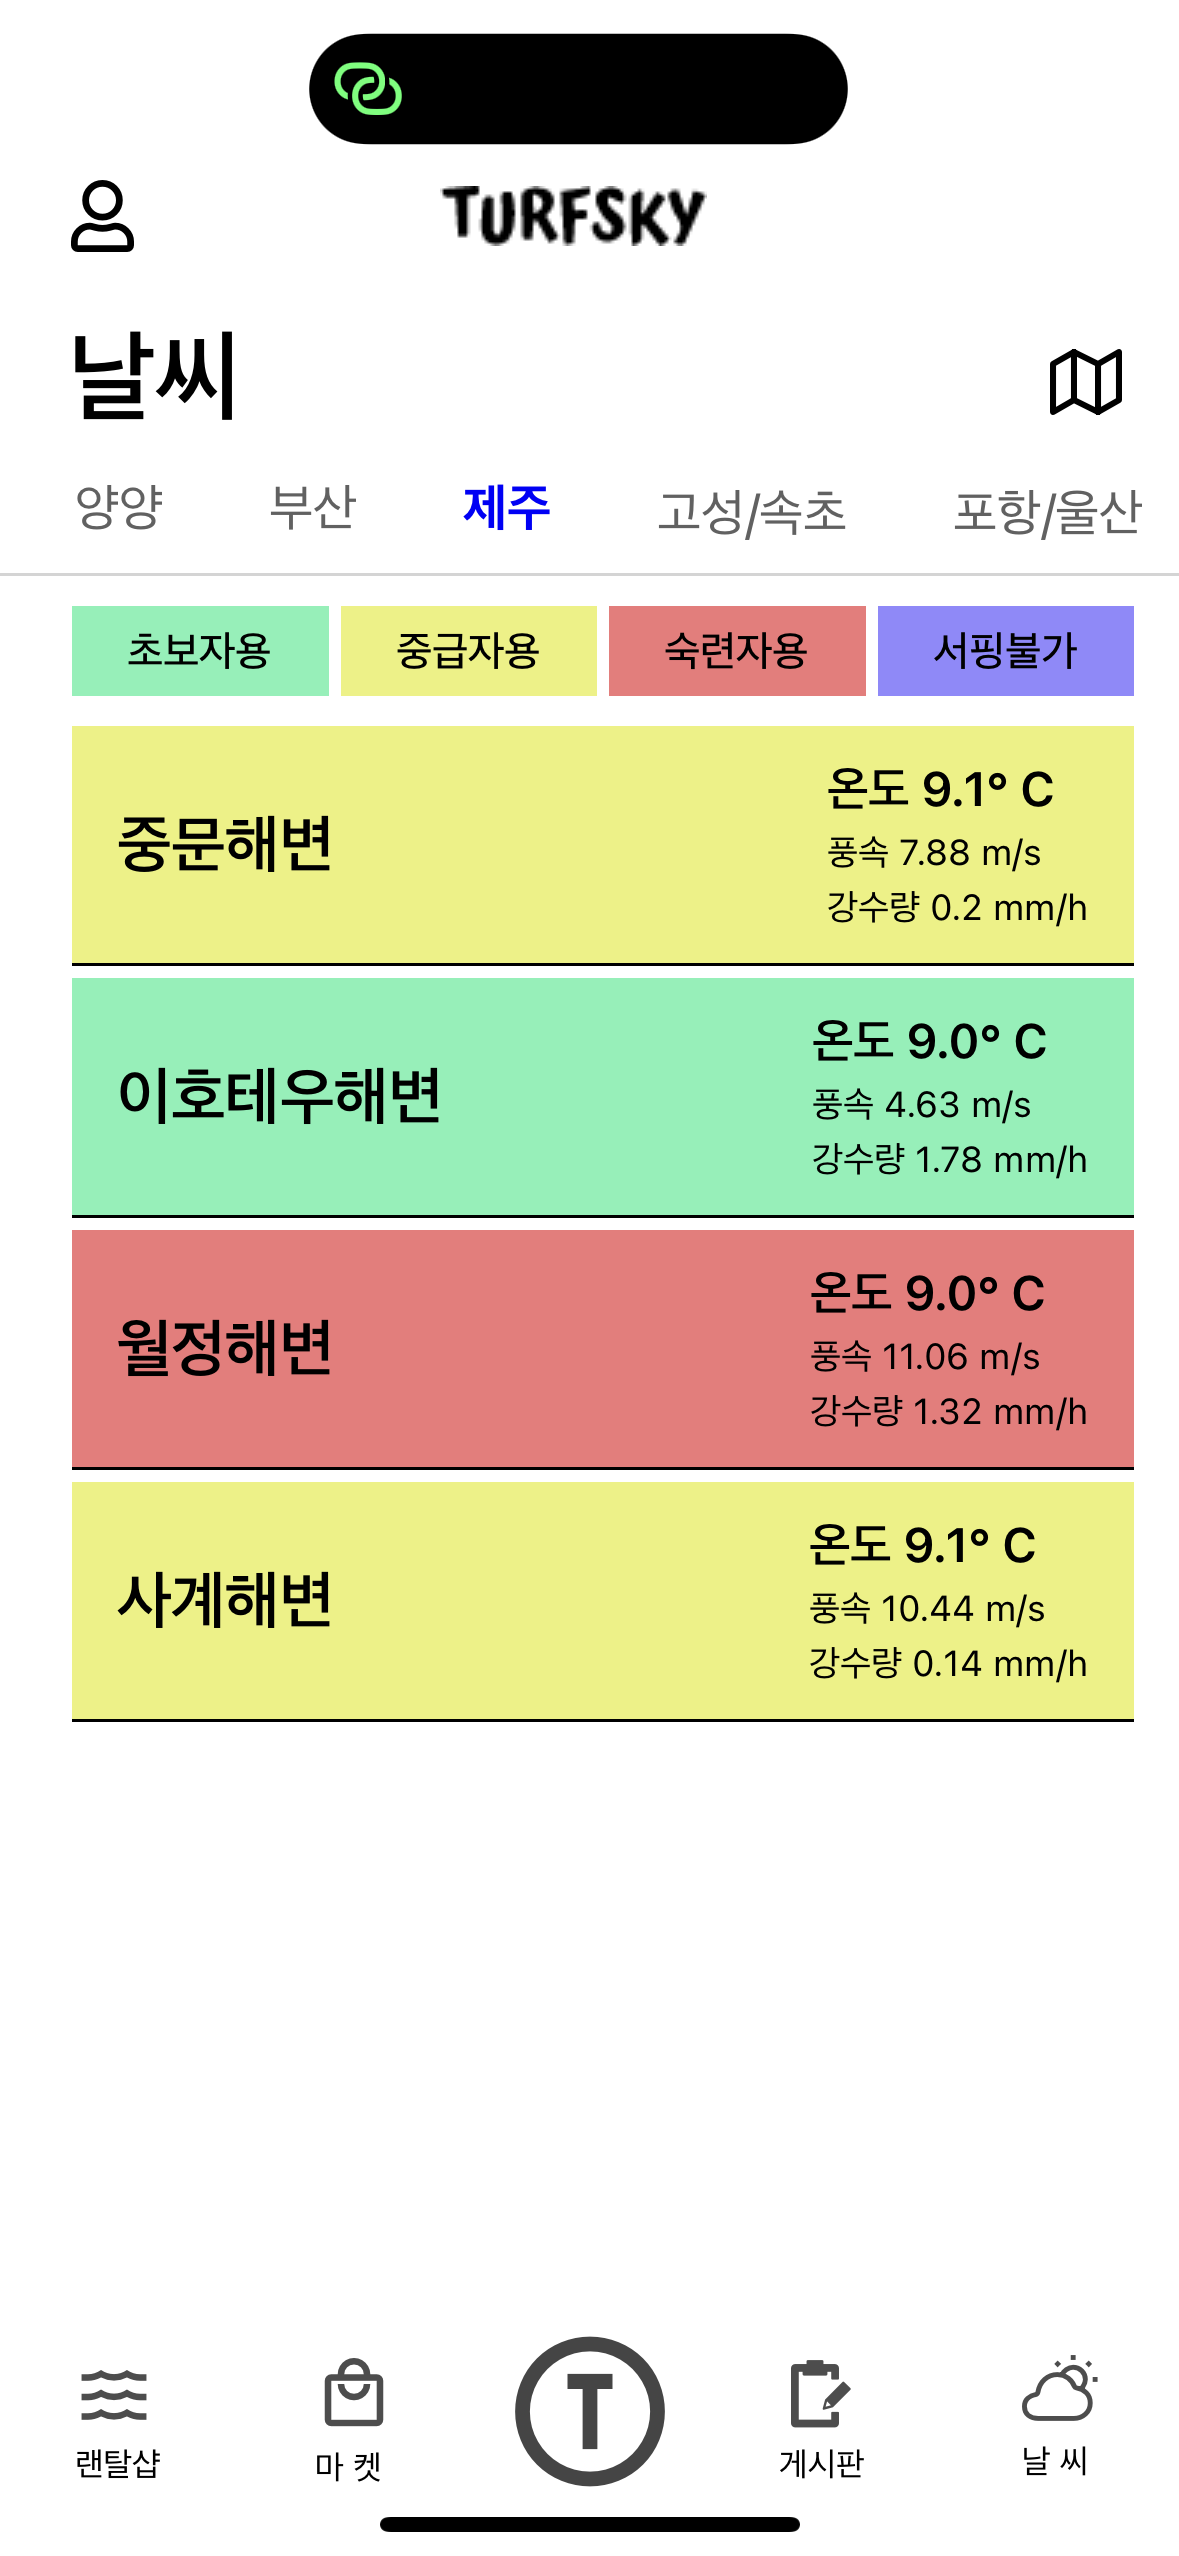 TURFSKY
날씨
양양 부산 제주 고성/속초 포항/울산
초보자용 중급자용 숙련자용 서핑불가
중문해변
온도 9.1° C
풍속 7.88 m/s
강수량 0.2 mm/h
이호테우해변
온도 9.0° C
풍속 4.63 m/s
강수량 1.78 mm/h
월정해변
온도 9.0° C
풍속 11.06 m/s
강수량 1.32 mm/h
사계해변
온도 9.1° C
풍속 10.44 m/s
강수량 0.14 mm/h
T
랜탈샵 마 켓 게시판 날 씨